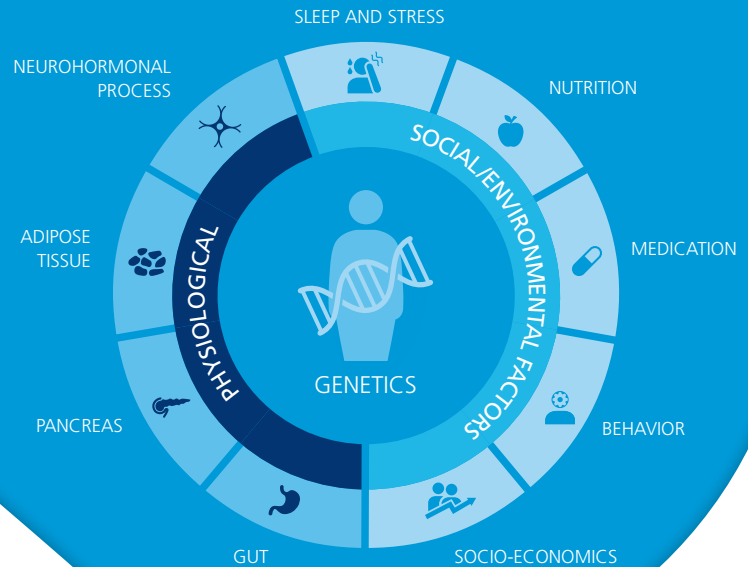 SLEEP AND STRESS
NEUROHORMONAL
PROCESS
NUTRITION
SOCIAL/ENVIRONMENTAL FACTORS
ADIPOSE
TISSUE
PHYSIOLOGICAL
MEDICATION
GENETICS
PANCREAS
BEHAVIOR
GUT
SOCIO-ECONOMICS